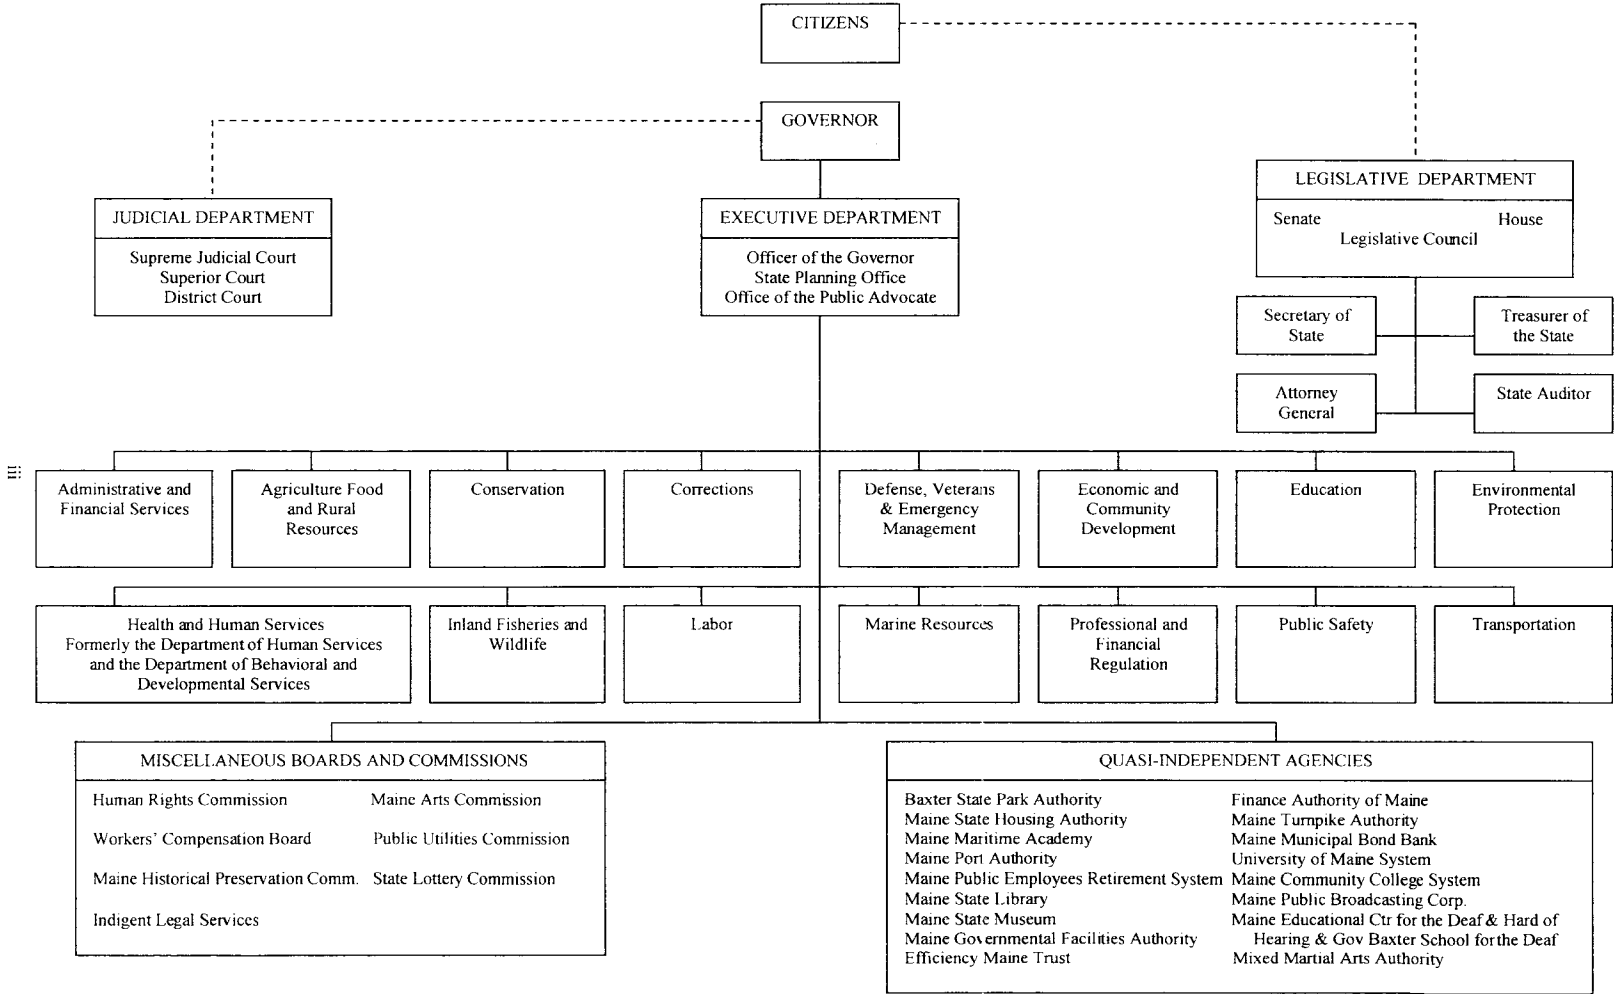 CITIZENS
GOVERNOR
JUDICIAL DEPARTMENT
Supreme Judicial Court
Superior Court
District Court
EXECUTIVE DEPARTMENT
Officer of the Governor
State Planning Office
Office of the Public Advocate
LEGISLATIVE DEPARTMENT
Senate House
Legislative Council
Secretary of
State
Treasurer of
the State
Attorney
General
State Auditor
iii
Administrative and
Financial Services
Agriculture Food
and Rural
Resources
Conservation
Corrections
Defense, Veterans
& Emergency
Management
Economic and
Community
Development
Education
Environmental
Protection
Health and Human Services
Formerly the Department of Human Services
and the Department of Behavioral and
Developmental Services
Inland Fisheries and
Wildlife
Labor
Marine Resources
Professional and
Financial
Regulation
Public Safety
Transportation
MISCELLANEOUS BOARDS AND COMMISSIONS
Human Rights Commission Maine Arts Commission
Workers' Compensation Board Public Utilities Commission
Maine Historical Preservation Comm. State Lottery Commission
Indigent Legal Services
QUASI-INDEPENDENT AGENCIES
Baxter State Park Authority Finance Authority of Maine
Maine State Housing Authority Maine Turnpike Authority
Maine Maritime Academy Maine Municipal Bond Bank
Maine Port Authority University of Maine System
Maine Public Employees Retirement System Maine Community College System
Maine State Library Maine Public Broadcasting Corp.
Maine State Museum Maine Educational Ctr for the Deaf & Hard of
Maine Governmental Facilities Authority Hearing & Gov Baxter School for the Deaf
Efficiency Maine Trust Mixed Martial Arts Authority